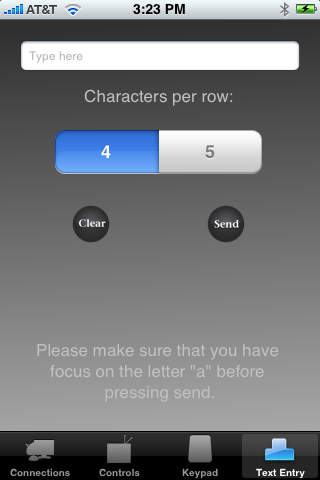 AT&T 3:23 PM
Type here
Characters per row:
4 5
Clear Send
Please make sure that you have
focus on the letter "a" before
pressing send.
Connections Controls Keypad Text Entry